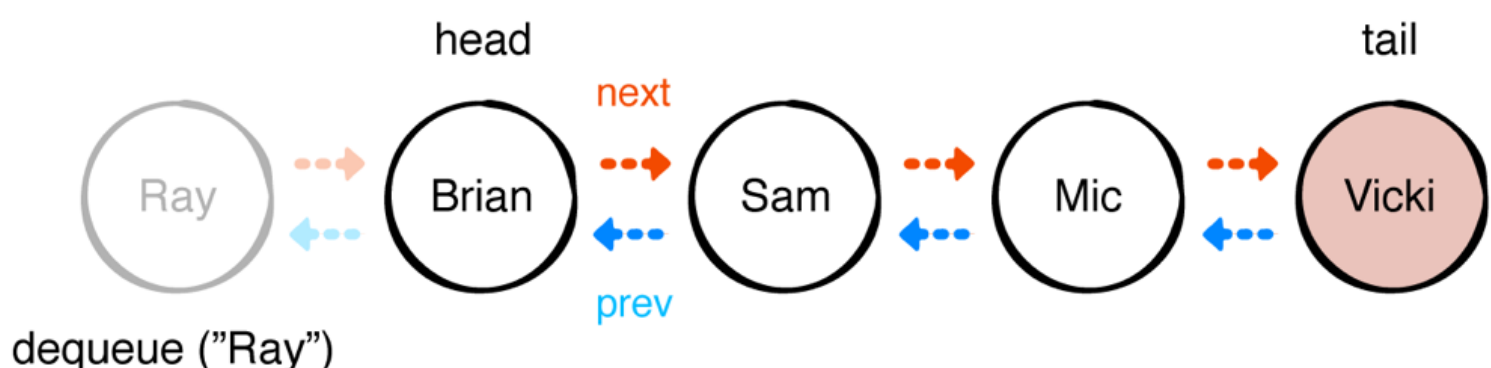 head
tail
next
Ray
Brian
Sam
Mic
Vicki
prev
dequeue (”Ray”)